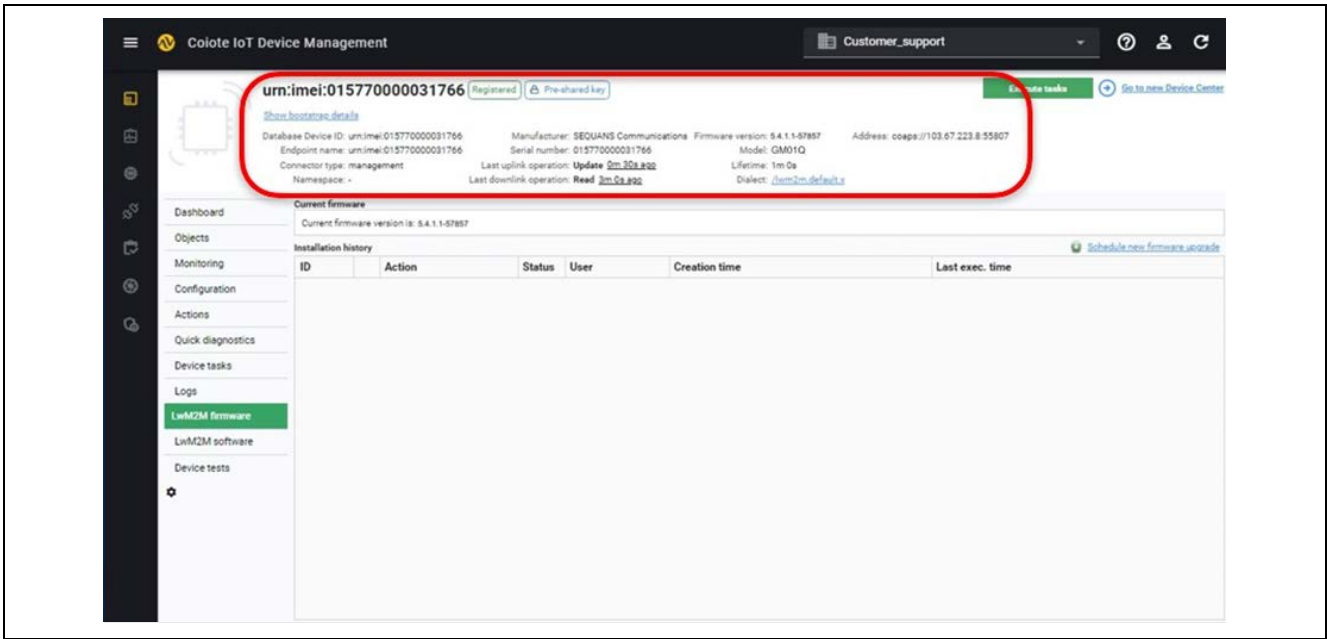 Coiote IoT Device Management Customer_support
urn:imei:015770000031766 Registered Pre-shared key Execute tasks Go to new Device Center
Show bootstrap details
Database Device ID: urn:imei:015770000031766 Manufacturer: SEQUANS Communications Firmware version: 5.4.1.1-57857 Address: coaps://103.67.223.8:55807
Endpoint name: urn:imei:015770000031766 Serial number: 015770000031766 Model: GM01Q
Connector type: management Last uplink operation: Update 0m 30s ago Lifetime: 1m 0s
Namespace: - Last downlink operation: Read 3m 0s ago Dialect: /lwm2m.default.s
Dashboard
Objects
Monitoring
Configuration
Actions
Quick diagnostics
Device tasks
Logs
LwM2M firmware
LwM2M software
Device tests
Current firmware
Current firmware version is: 5.4.1.1-57857
Installation history Schedule new firmware upgrade
ID Action Status User Creation time Last exec. time